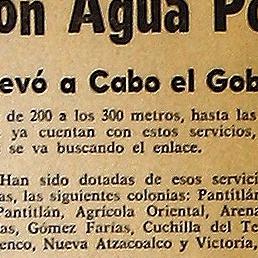 on Agua Po
evó a Cabo el Gob
de 200 a los 300 metros, hasta las
ya cuentan con estos servicios,
se va buscando el enlace.
Han sido dotadas de esos servici
as, las siguientes colonias: Pantitlán
Pantitlán, Agrícola Oriental, Arena
as, Gómez Farías, Cuchilla del Te
enco, Nueva Atzacoalco y Victoria,